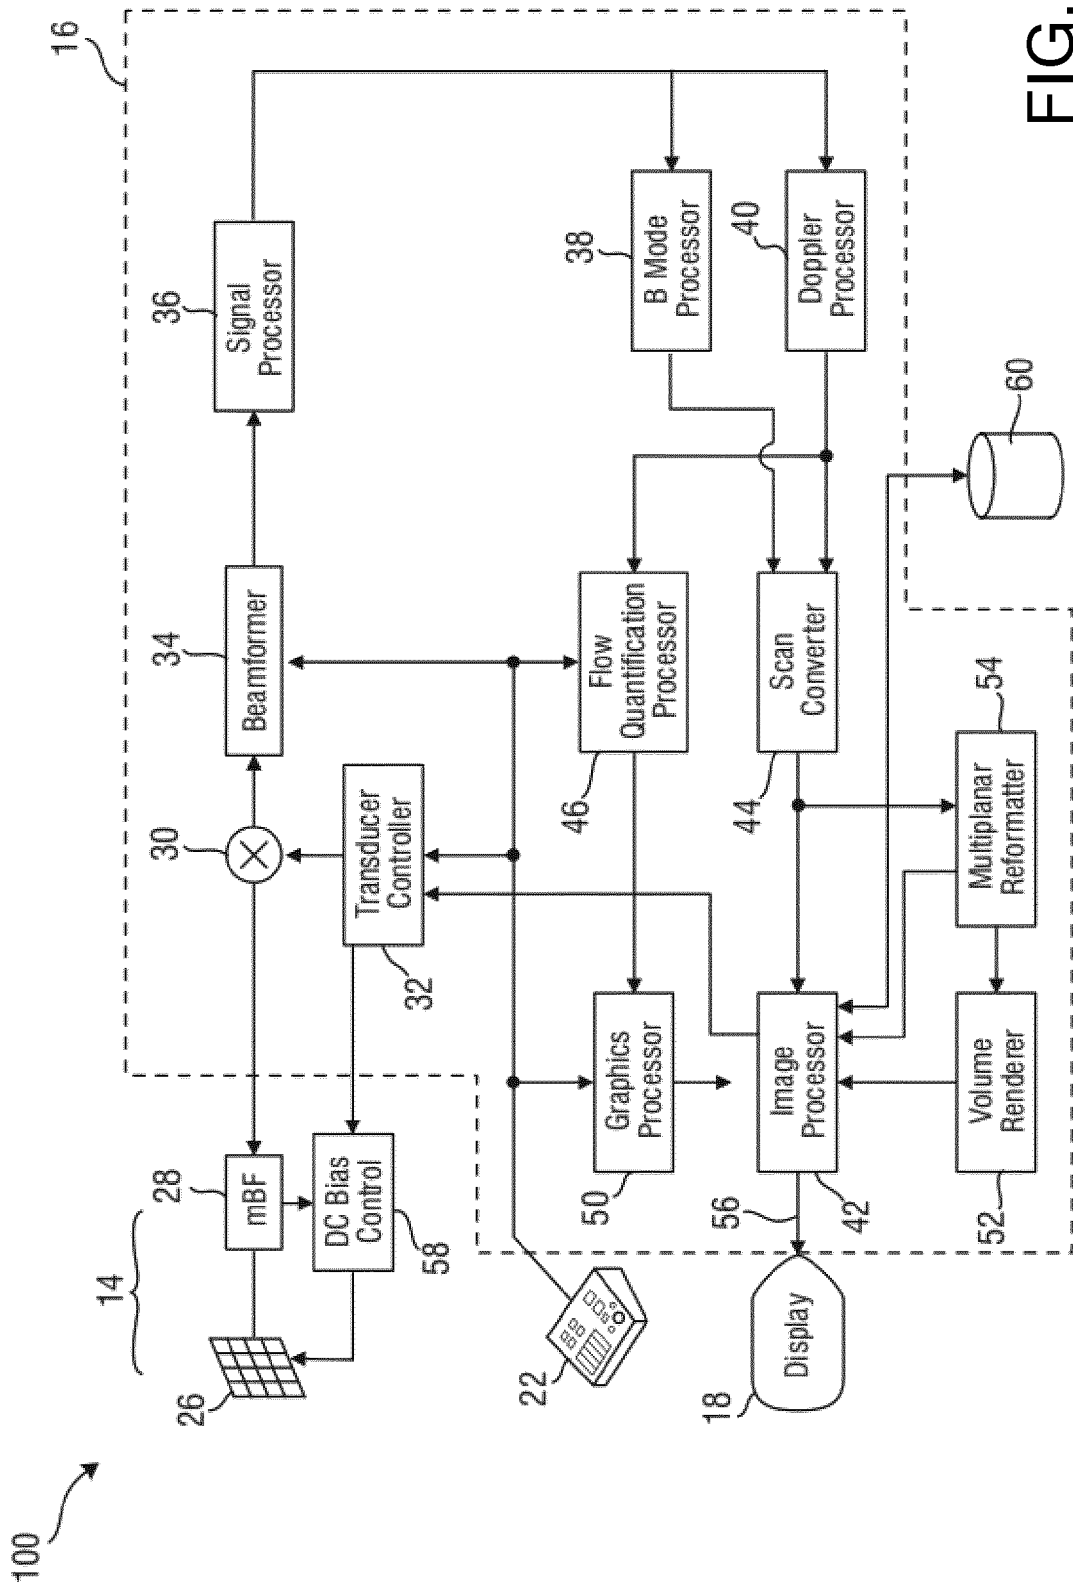 100
14
26
28
mBF
DC Bias
Control
58
16
30
Transducer
Controller
32
34
Beamformer
36
Signal
Processor
22
50
Graphics
Processor
46
Flow
Quantification
Processor
38
B Mode
Processor
40
Doppler
Processor
18
Display
56
42
Image
Processor
44
Scan
Converter
52
Volume
Renderer
54
Multiplanar
Reformatter
60
FIG.